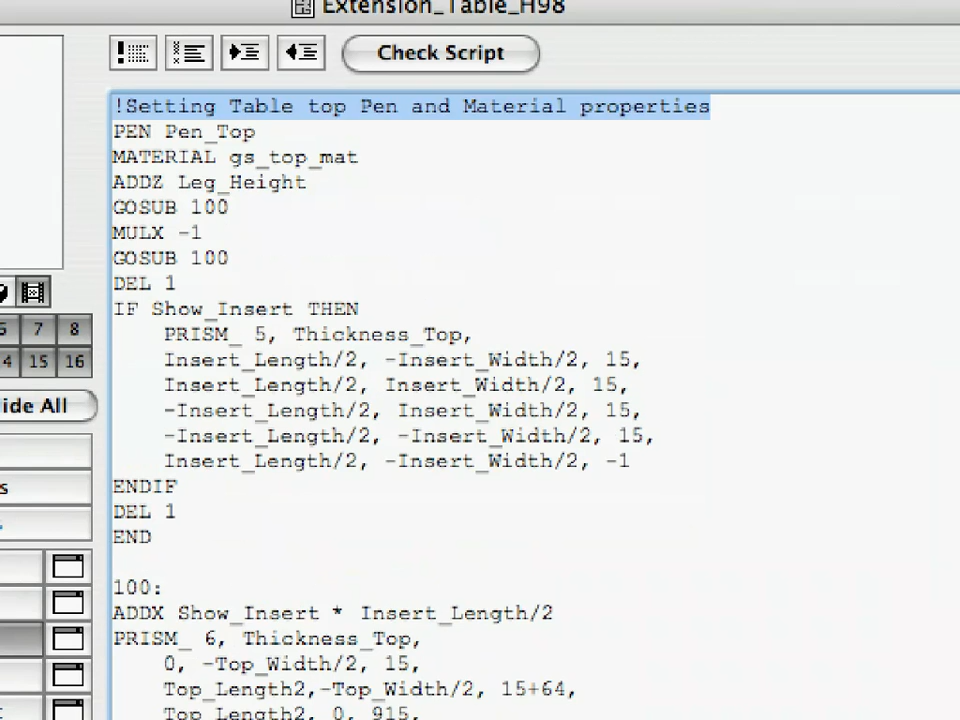 Extension_Table_H98
Check Script
!Setting Table top Pen and Material properties
PEN Pen_Top
MATERIAL gs_top_mat
ADDZ Leg_Height
GOSUB 100
MULX -1
GOSUB 100
DEL 1
IF Show_Insert THEN
PRISM_ 5, Thickness_Top,
Insert_Length/2, -Insert_Width/2, 15,
Insert_Length/2, Insert_Width/2, 15,
-Insert_Length/2, Insert_Width/2, 15,
-Insert_Length/2, -Insert_Width/2, 15,
Insert_Length/2, -Insert_Width/2, -1
ENDIF
DEL 1
END
100:
ADDX Show_Insert * Insert_Length/2
PRISM_ 6, Thickness_Top,
0, -Top_Width/2, 15,
Top_Length2,-Top_Width/2, 15+64,
Top_Length2, 0, 915,
7 8
15 16
All